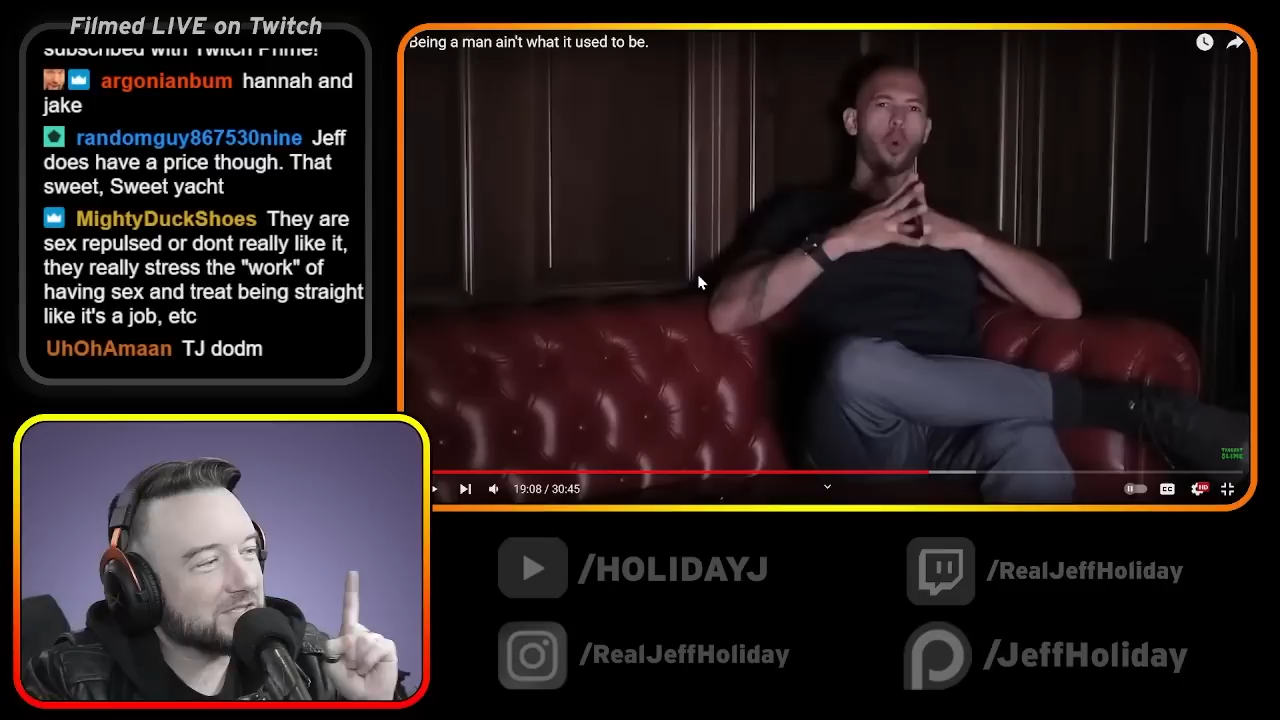 Filmed LIVE on Twitch
subscribed with Twitch Prime!
argonianbum hannah and
jake
randomguy867530nine Jeff
does have a price though. That
sweet, Sweet yacht
MightyDuckShoes They are
sex repulsed or dont really like it,
they really stress the "work" of
having sex and treat being straight
like it's a job, etc
UhOhAmaan TJ dodm
Being a man ain't what it used to be.
19:08 / 30:45
CC
HD
/HOLIDAYJ
/RealJeffHoliday
/RealJeffHoliday
/JeffHoliday